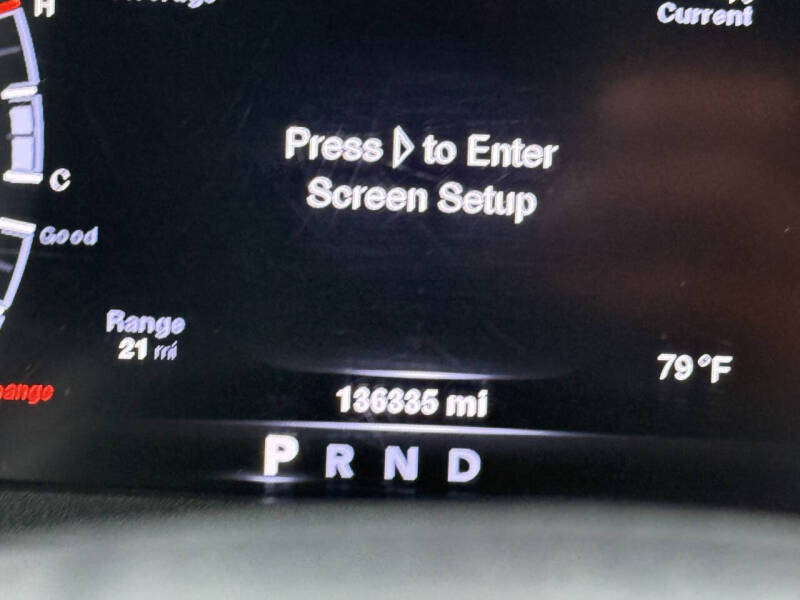 H
Current
Press ▷ to Enter
Screen Setup
C
Good
Range
21 mi
79°F
136335 mi
P R N D